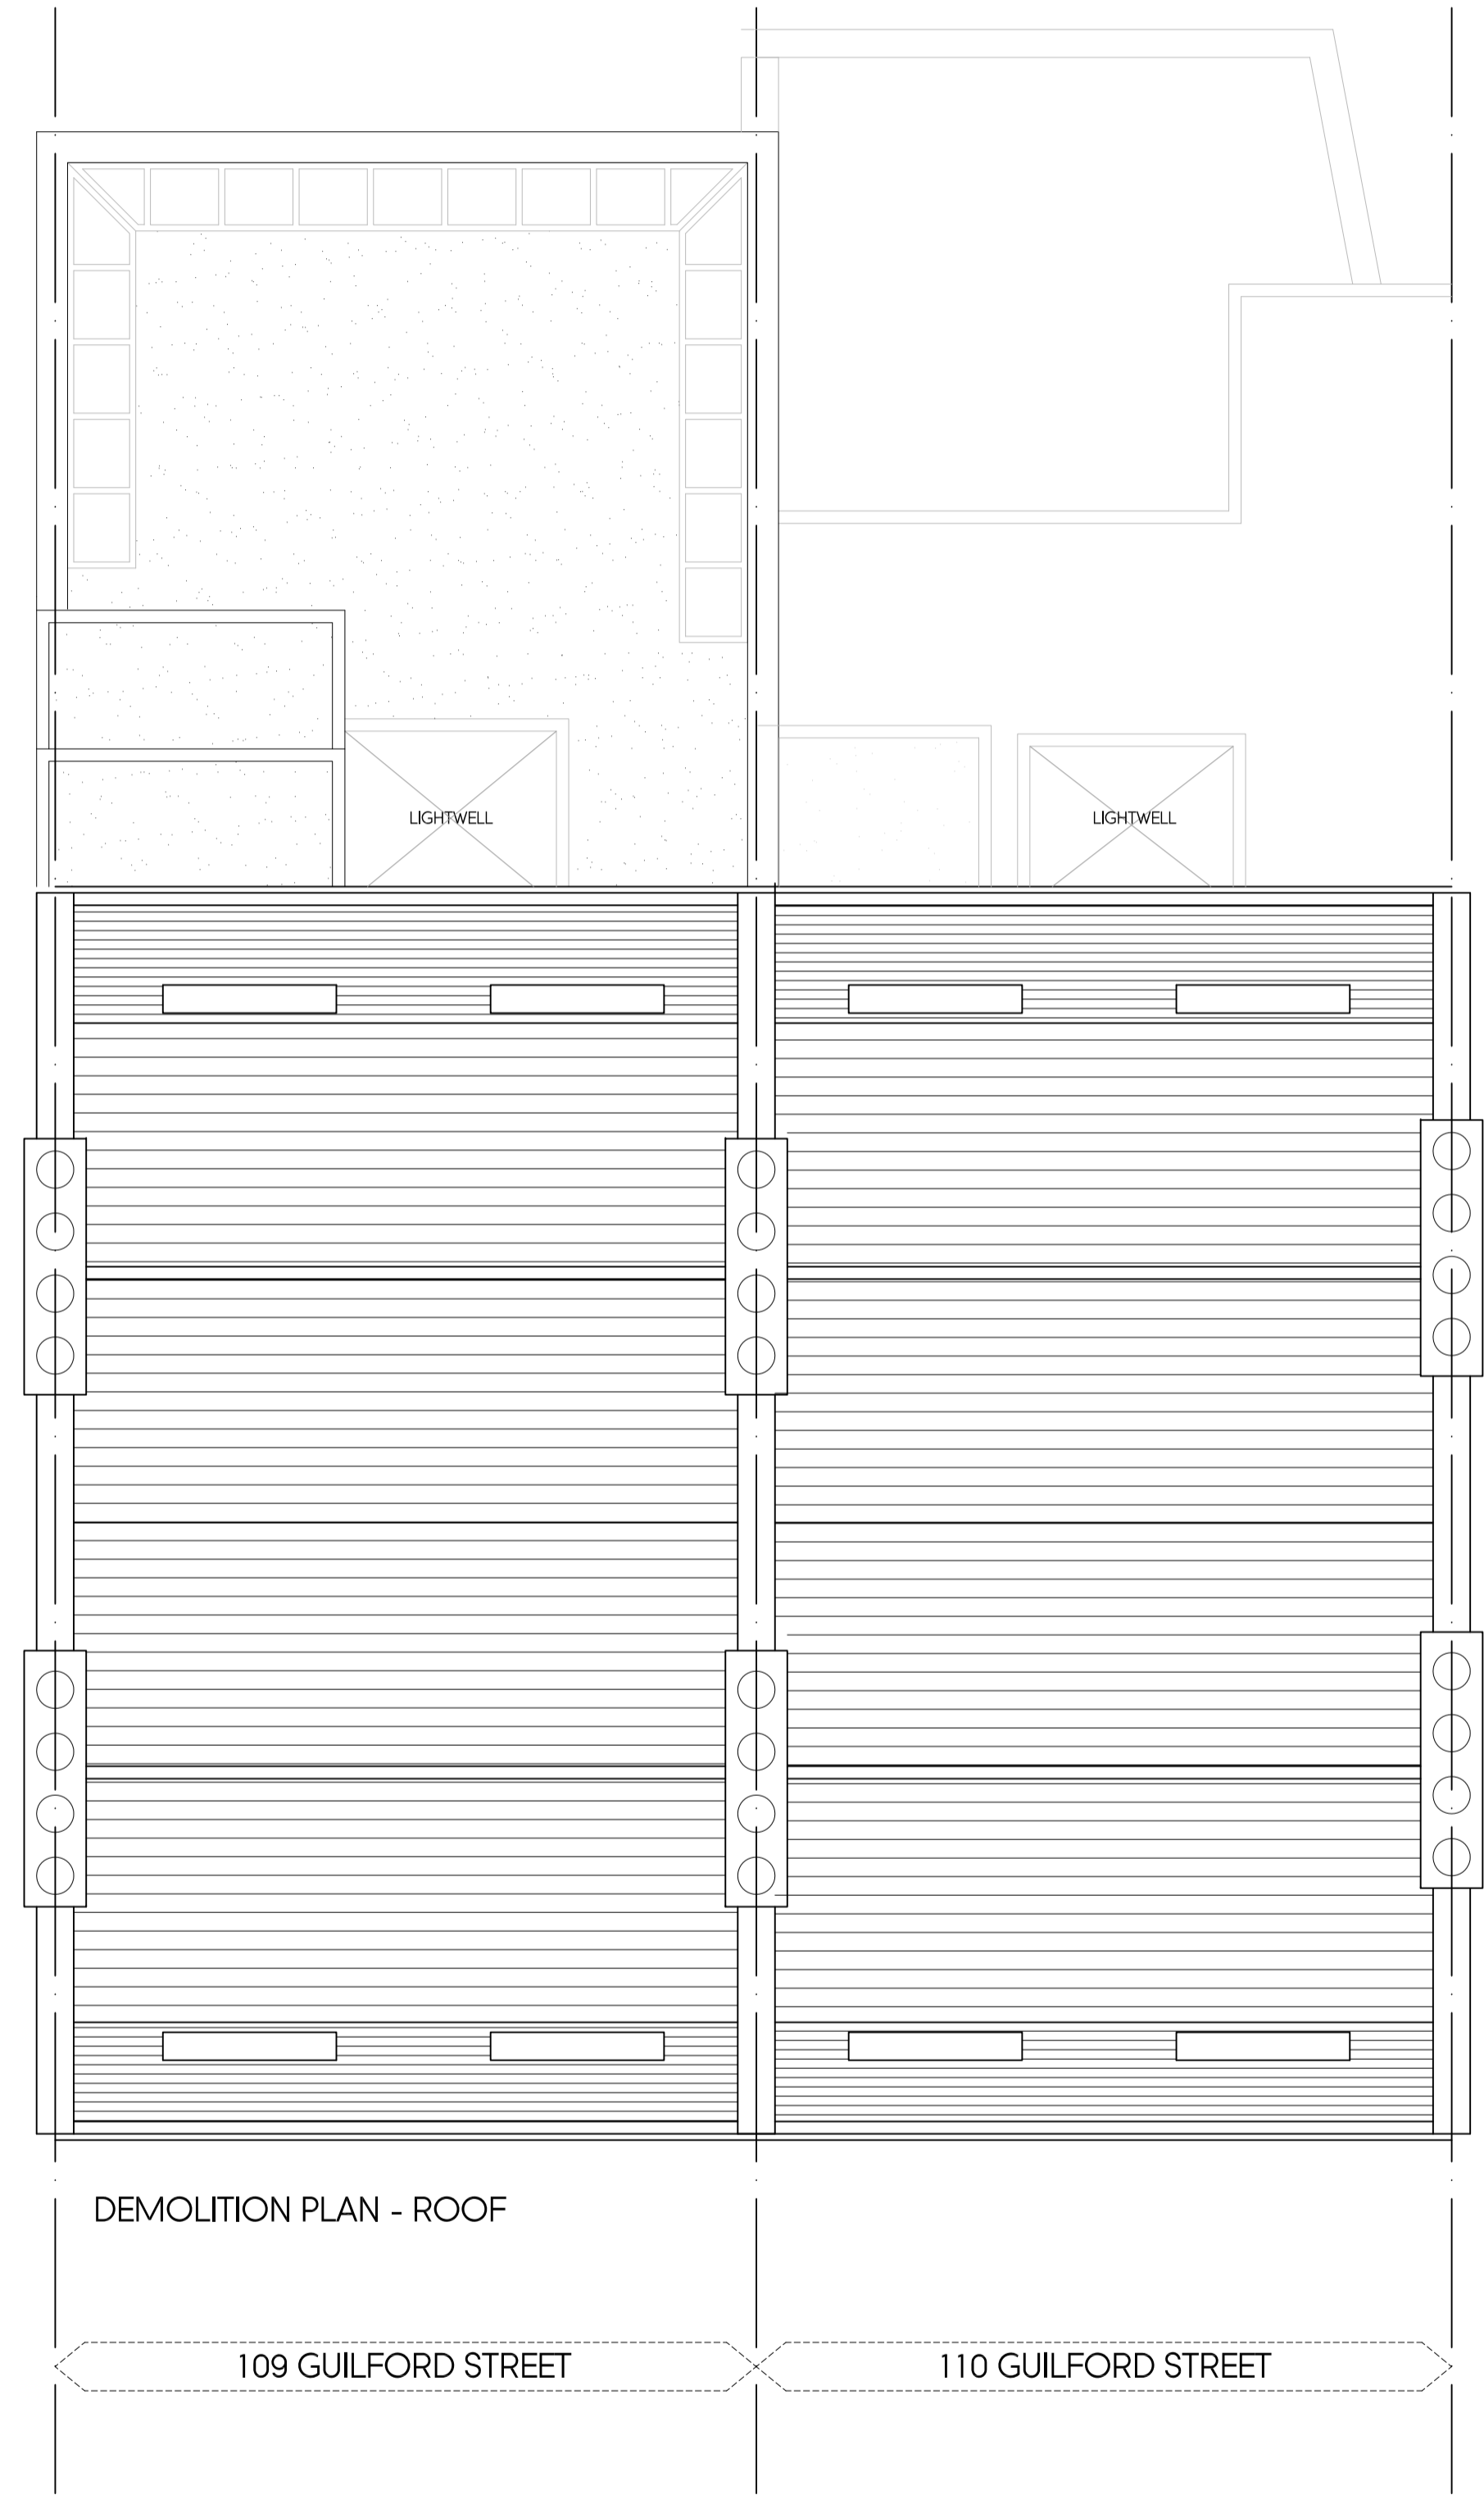 LIGHTWELL
LIGHTWELL
DEMOLITION PLAN - ROOF
109 GUILFORD STREET
110 GUILFORD STREET